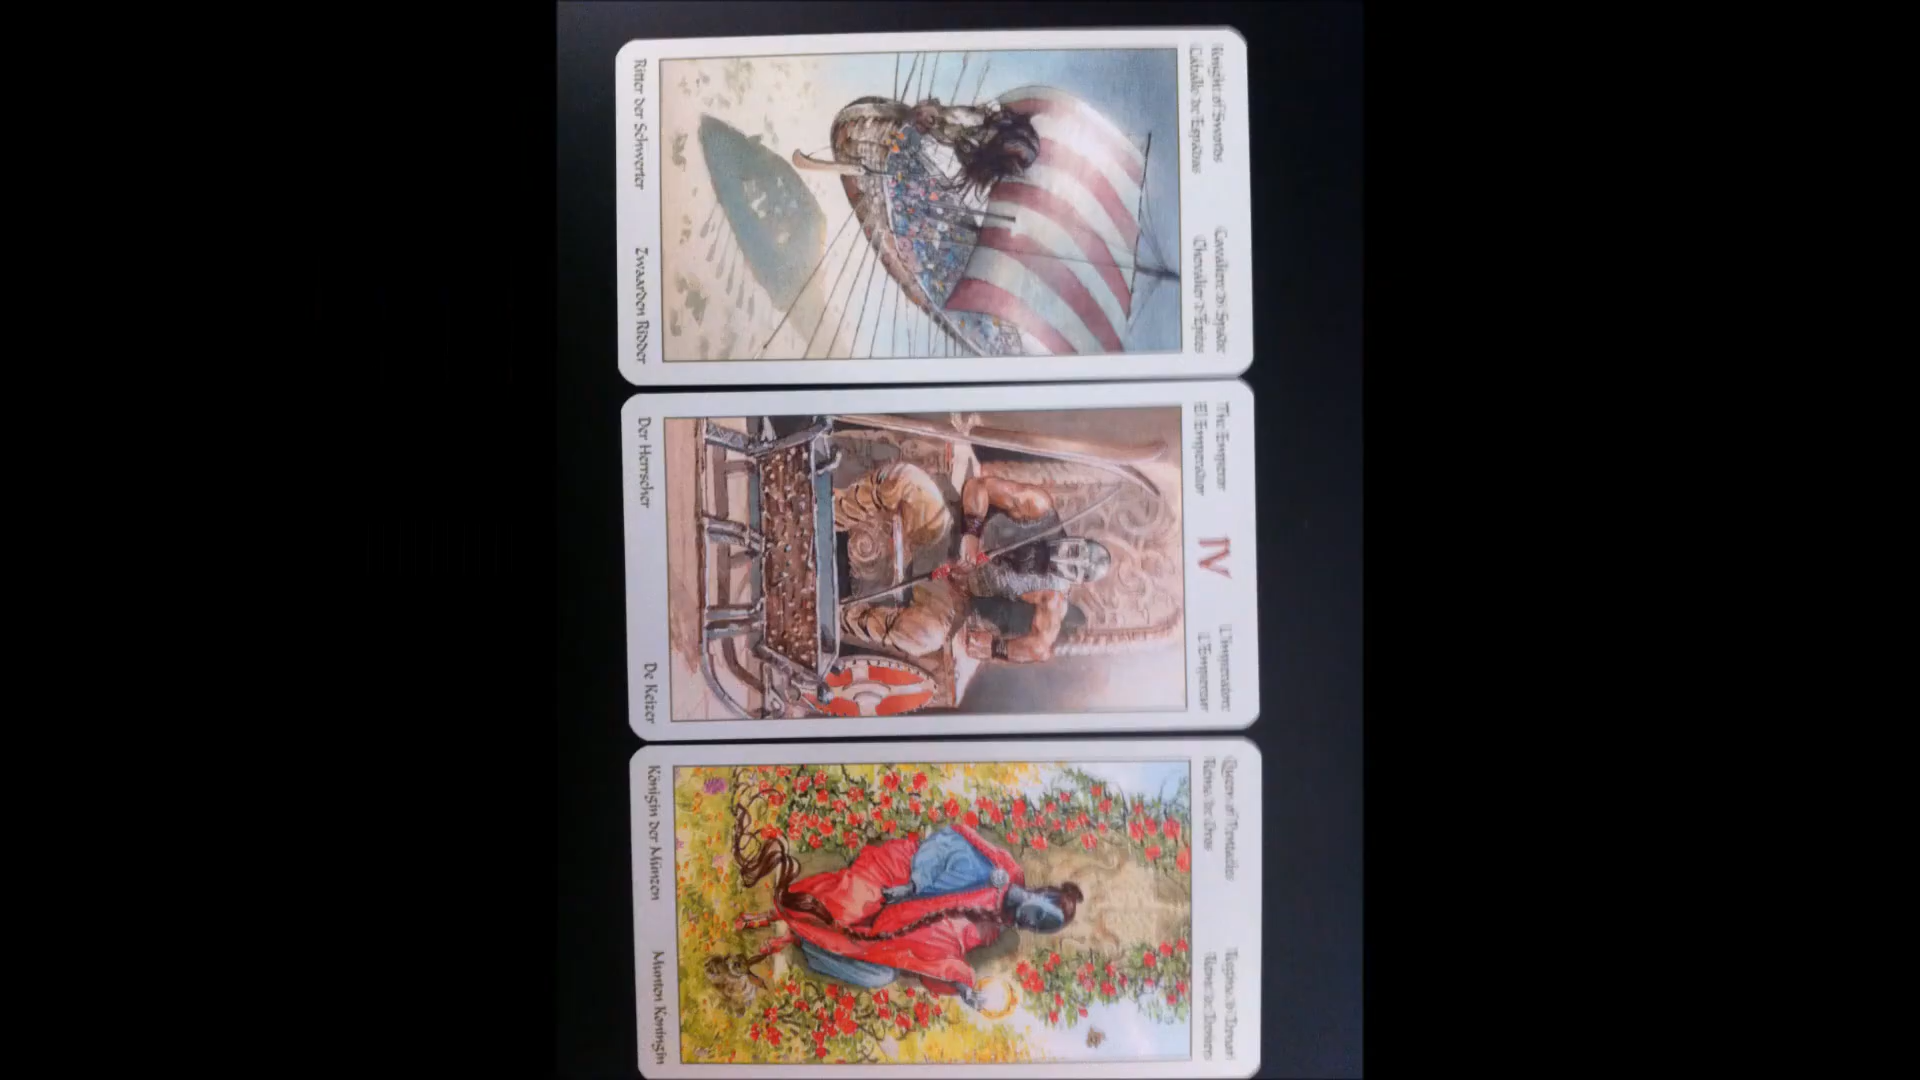 Knight of Swords
Cavaliere di Spade
Caballo de Espadas
Chevalier d'Épées
Ritter der Schwerter
Zwaarden Ridder
The Emperor
IV
L'Imperatore
El Emperador
L'Empereur
Der Herrscher
De Keizer
Queen of Pentacles
Regina di Denari
Reina de Oros
Reine de Deniers
Königin der Münzen
Munten Koningin